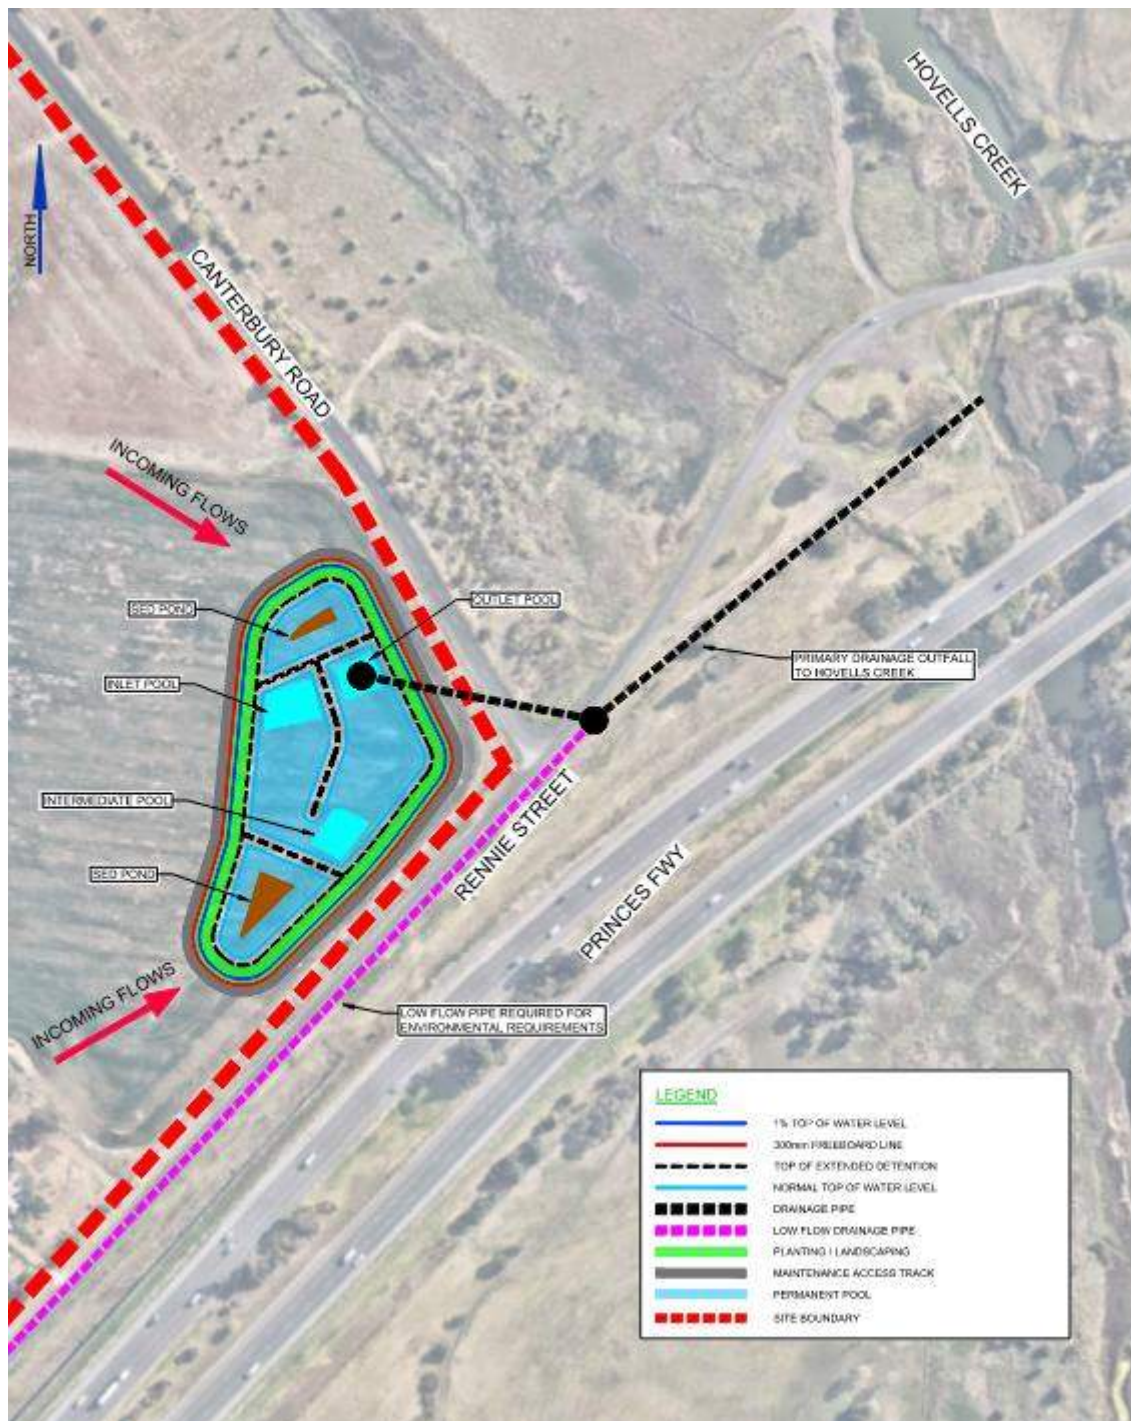 HOVELLS CREEK
NORTH
CANTERBURY ROAD
INCOMING FLOWS
SED POND
OUTLET POOL
PRIMARY DRAINAGE OUTFALL
TO HOVELLS CREEK
INLET POOL
INTERMEDIATE POOL
RENNIE STREET
SED POND
PRINCES FWY
INCOMING FLOWS
LOW FLOW PIPE REQUIRED FOR
ENVIRONMENTAL REQUIREMENTS
LEGEND
1% TOP OF WATER LEVEL
300mm FREEBOARD LINE
TOP OF EXTENDED DETENTION
NORMAL TOP OF WATER LEVEL
DRAINAGE PIPE
LOW FLOW DRAINAGE PIPE
PLANTING / LANDSCAPING
MAINTENANCE ACCESS TRACK
PERMANENT POOL
SITE BOUNDARY